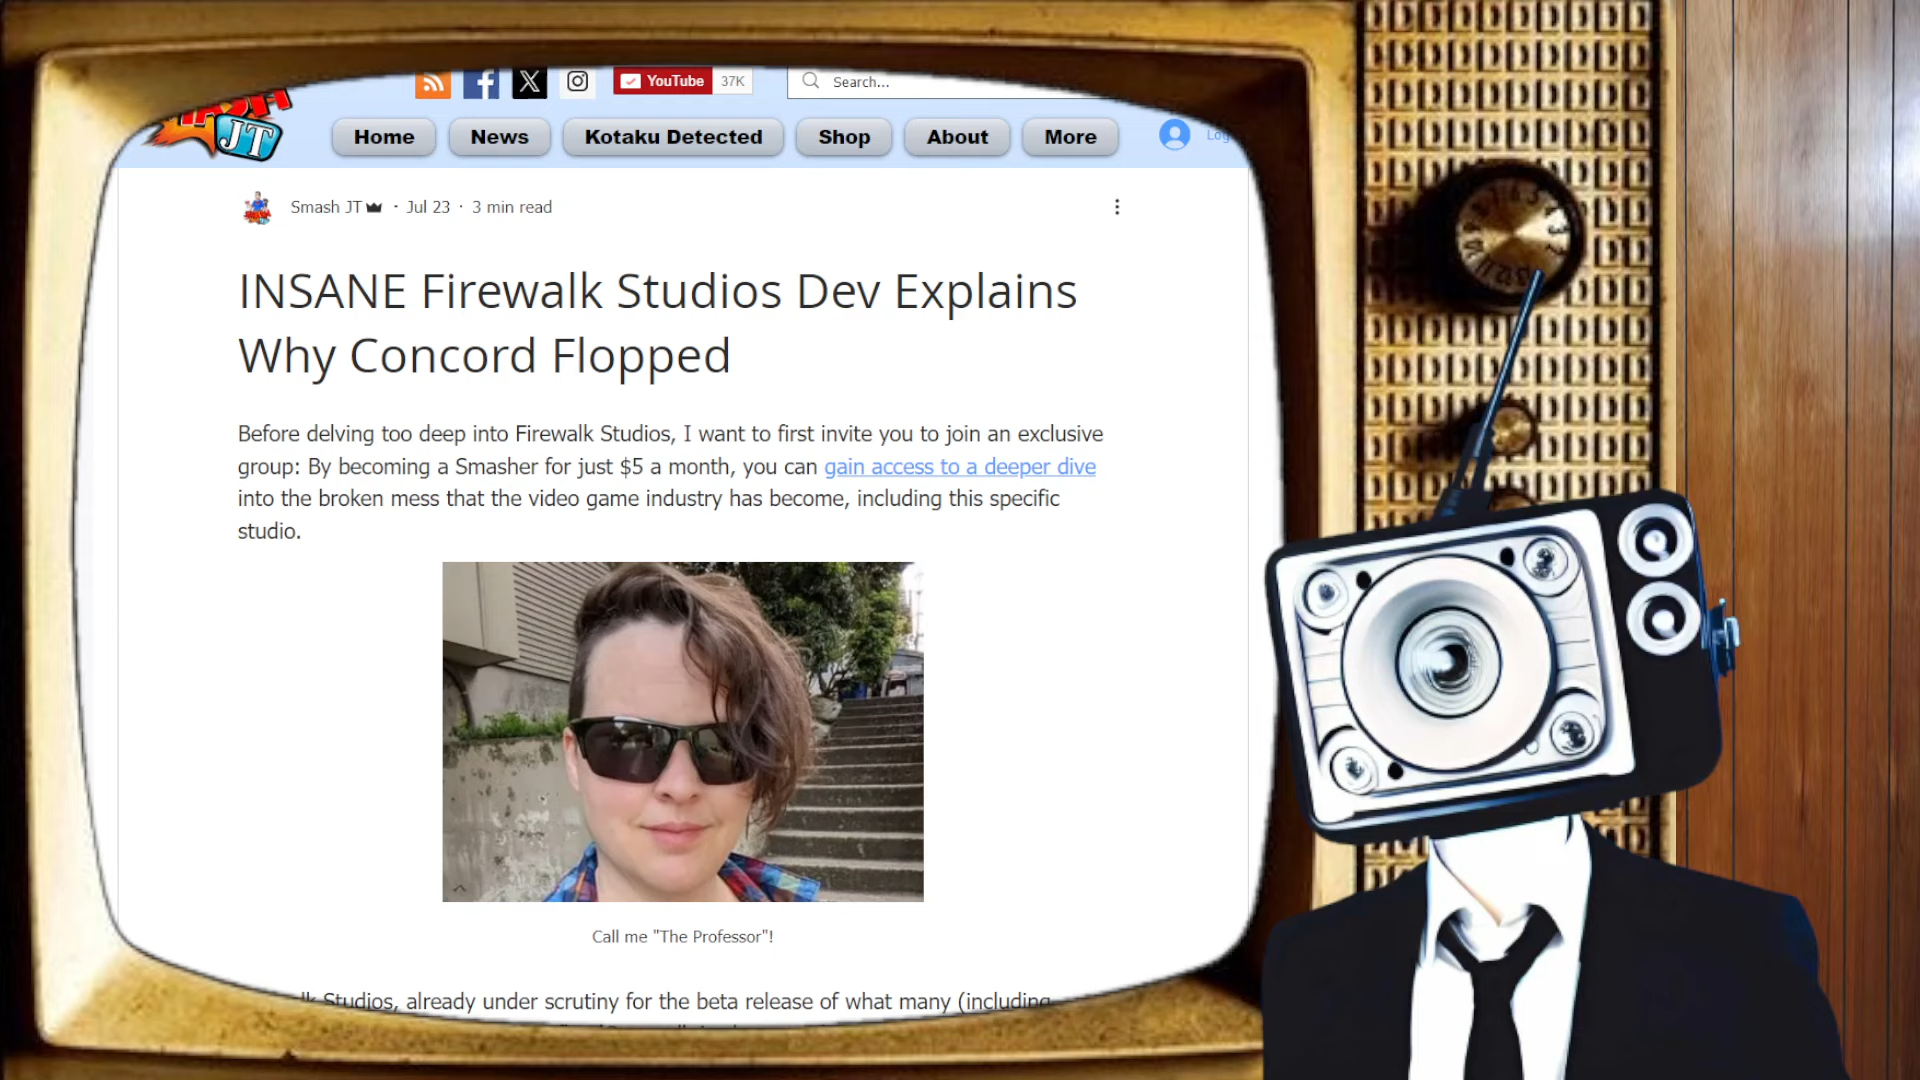 YouTube 37K
Search...
JT
Home News Kotaku Detected Shop About More
Smash JT · Jul 23 · 3 min read
INSANE Firewalk Studios Dev Explains
Why Concord Flopped
Before delving too deep into Firewalk Studios, I want to first invite you to join an exclusive
group: By becoming a Smasher for just $5 a month, you can gain access to a deeper dive
into the broken mess that the video game industry has become, including this specific
studio.
Call me "The Professor"!
Studios, already under scrutiny for the beta release of what many (including